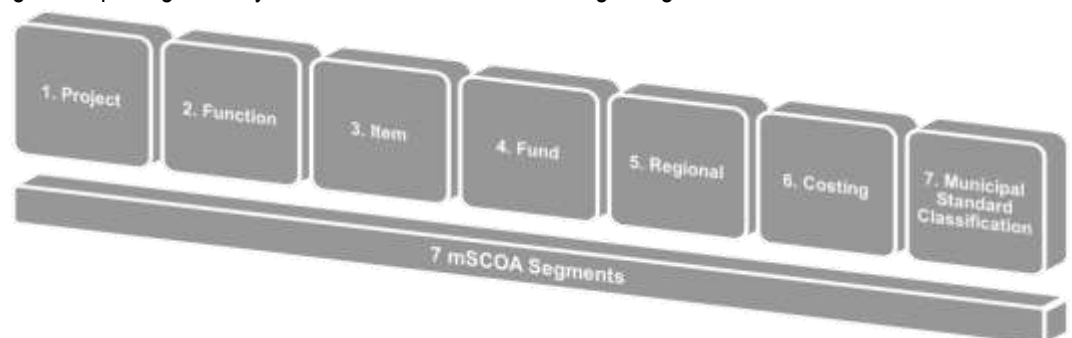 1. Project
2. Function
3. Item
4. Fund
5. Regional
6. Costing
7. Municipal
Standard
Classification
7 mSCOA Segments